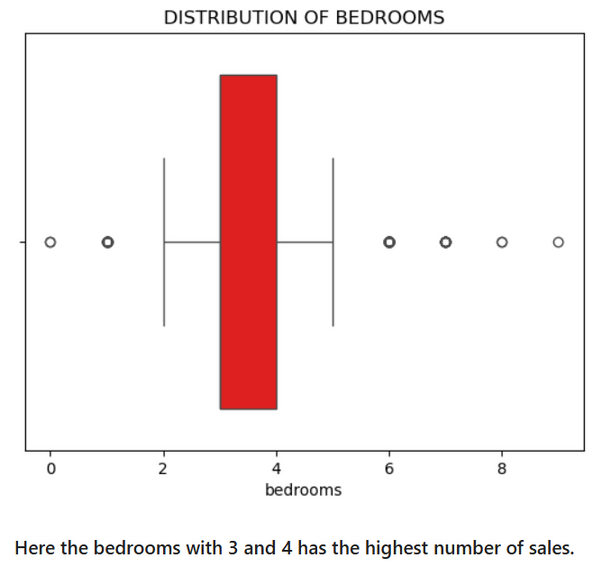 DISTRIBUTION OF BEDROOMS
0 2 4 6 8
bedrooms
Here the bedrooms with 3 and 4 has the highest number of sales.